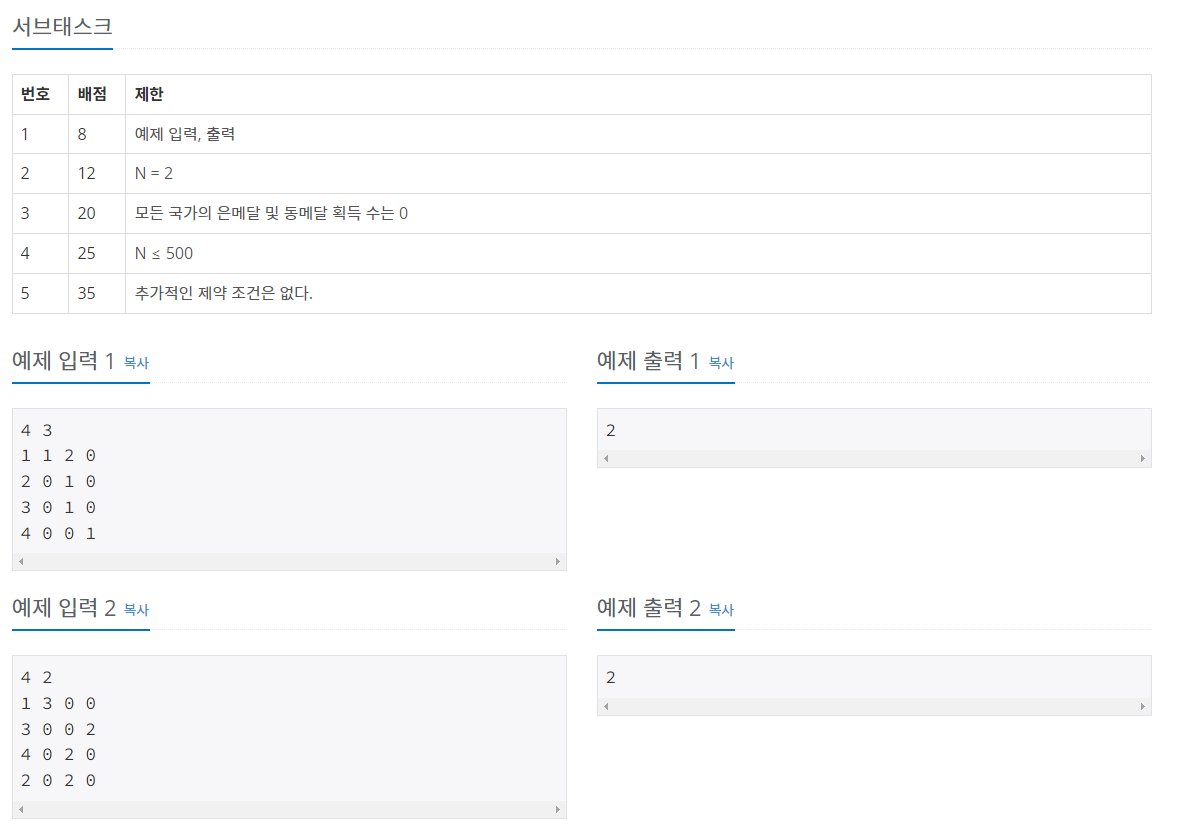 서브태스크
번호 배점 제한
1 8 예제 입력, 출력
2 12 N = 2
3 20 모든 국가의 은메달 및 동메달 획득 수는 0
4 25 N ≤ 500
5 35 추가적인 제약 조건은 없다.
예제 입력 1 복사
4 3
1 1 2 0
2 0 1 0
3 0 1 0
4 0 0 1
예제 출력 1 복사
2
예제 입력 2 복사
4 2
1 3 0 0
3 0 0 2
4 0 2 0
2 0 2 0
예제 출력 2 복사
2